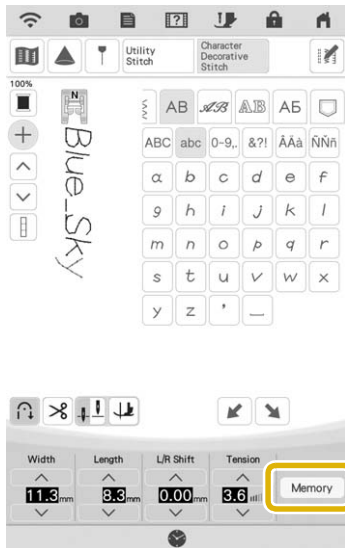 Utility Stitch
Character Decorative Stitch
100%
N
Blue_Sky
AB AB AB АБ
ABC abc 0-9,. &?! ÄÃà ÑÑñ
a b c d e f
g h i j k l
m n o p q r
s t u v w x
y z ' _
Width Length L/R Shift Tension
11.3mm 8.3mm 0.00mm 3.6
Memory